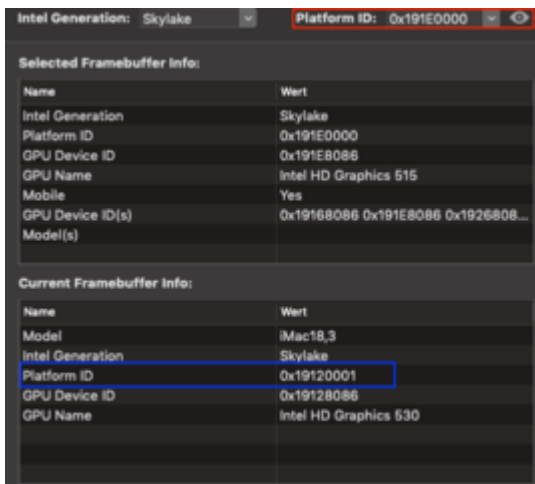 Intel Generation: Skylake Platform ID: 0x191E0000
Selected Framebuffer Info:
Name Wert
Intel Generation Skylake
Platform ID 0x191E0000
GPU Device ID 0x191E8086
GPU Name Intel HD Graphics 515
Mobile Yes
GPU Device ID(s) 0x19168086 0x191E8086 0x1926808...
Model(s)
Current Framebuffer Info:
Name Wert
Model iMac18,3
Intel Generation Skylake
Platform ID 0x19120001
GPU Device ID 0x19128086
GPU Name Intel HD Graphics 530